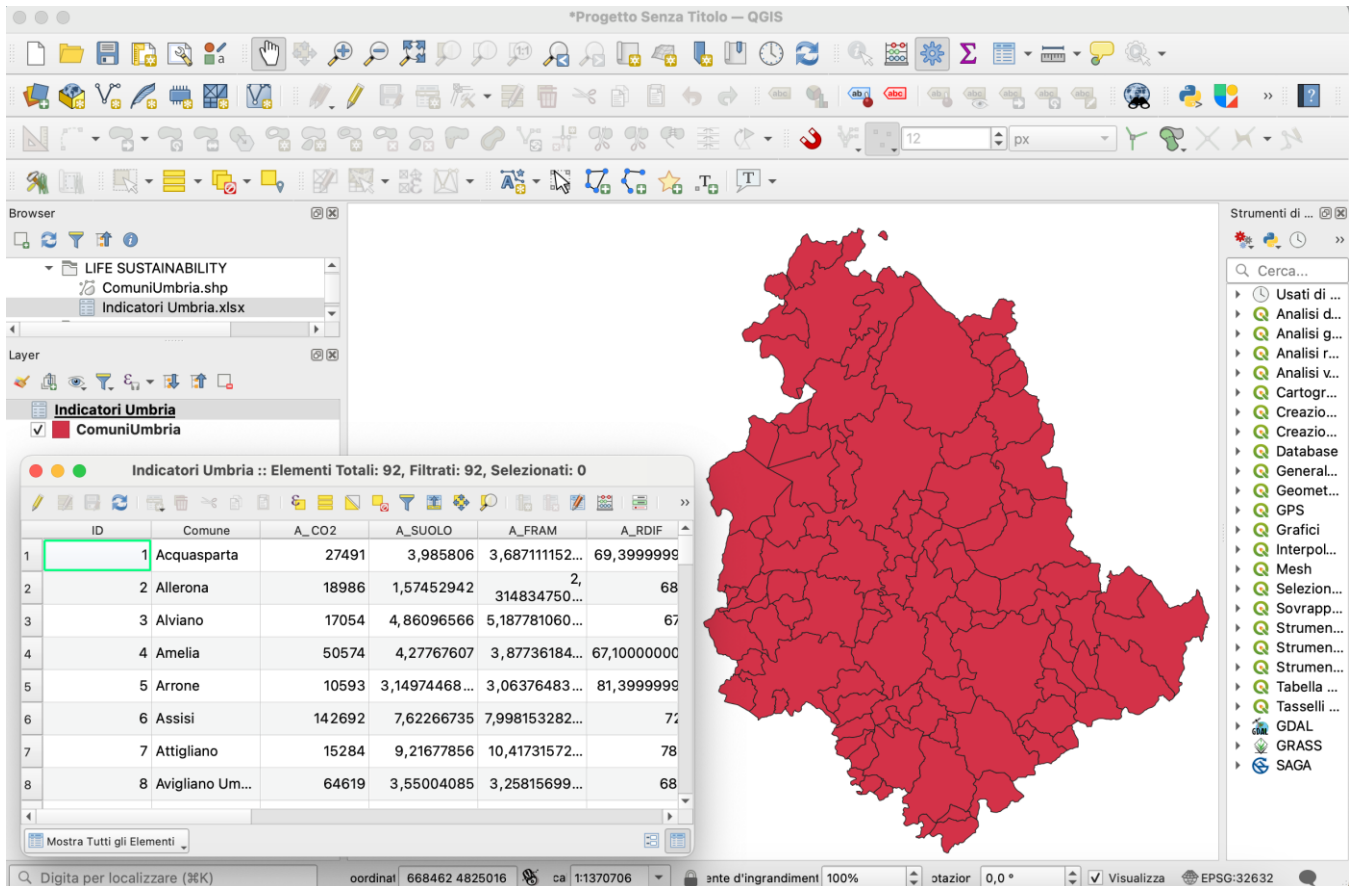 *Progetto Senza Titolo — QGIS
12 px
Browser
LIFE SUSTAINABILITY
ComuniUmbria.shp
Indicatori Umbria.xlsx
Layer
Indicatori Umbria
ComuniUmbria
Indicatori Umbria :: Elementi Totali: 92, Filtrati: 92, Selezionati: 0
ID Comune A_CO2 A_SUOLO A_FRAM A_RDIF
1 1 Acquasparta 27491 3,985806 3,687111152... 69,3999999
2 2 Allerona 18986 1,57452942 2, 314834750... 68
3 3 Alviano 17054 4,86096566 5,187781060... 67
4 4 Amelia 50574 4,27767607 3,87736184... 67,10000000
5 5 Arrone 10593 3,14974468... 3,06376483... 81,3999999
6 6 Assisi 142692 7,62266735 7,998153282... 72
7 7 Attigliano 15284 9,21677856 10,41731572... 78
8 8 Avigliano Um... 64619 3,55004085 3,25815699... 68
Mostra Tutti gli Elementi
Strumenti di ...
Cerca...
Usati di ...
Analisi d...
Analisi g...
Analisi r...
Analisi v...
Cartogr...
Creazio...
Creazio...
Database
General...
Geomet...
GPS
Grafici
Interpol...
Mesh
Selezion...
Sovrapp...
Strumen...
Strumen...
Strumen...
Tabella ...
Tasselli ...
GDAL
GRASS
SAGA
Digita per localizzare (⌘K) oordinat 668462 4825016 ca 1:1370706 ente d'ingrandiment 100% otazior 0,0 ° Visualizza EPSG:32632